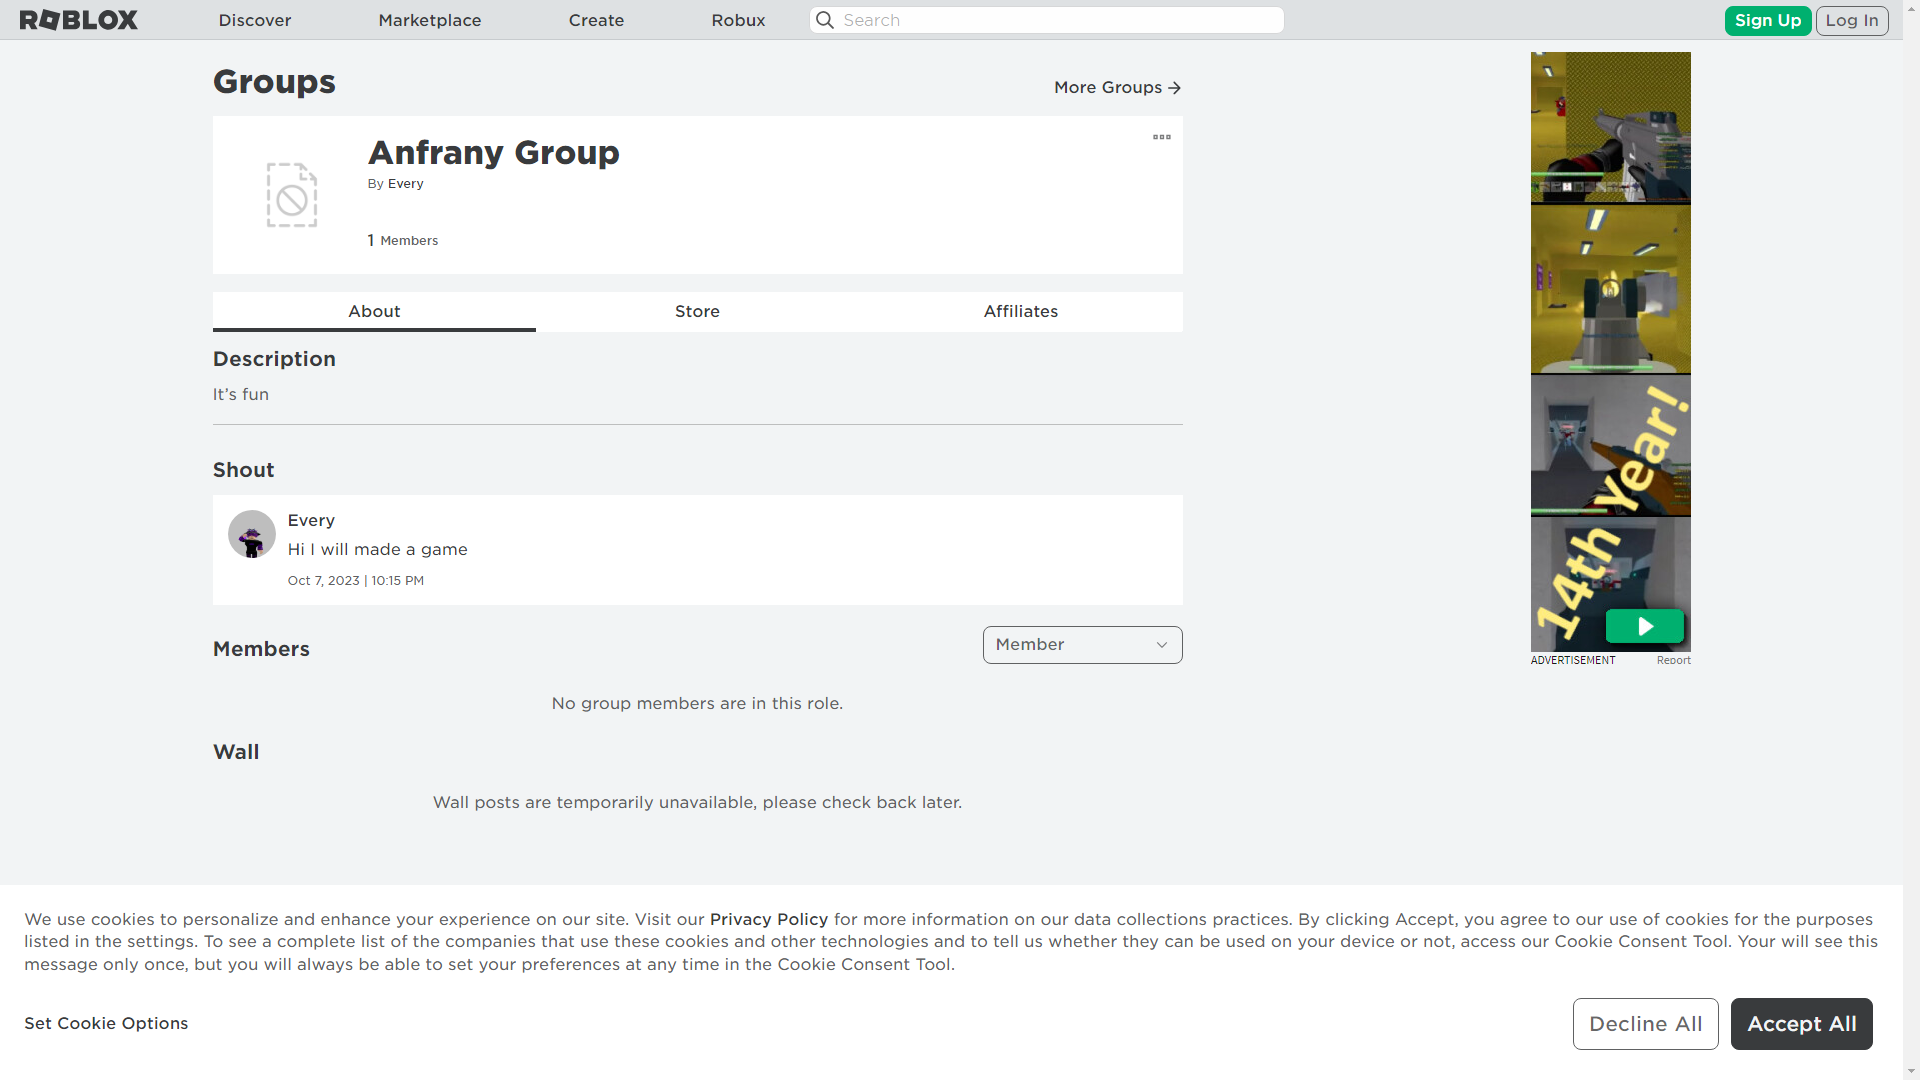 ROBLOX
Discover
Marketplace
Create
Robux
Search
Sign Up
Log In
Groups
More Groups
Anfrany Group
By Every
1 Members
About
Store
Affiliates
Description
It's fun
Shout
Every
Hi I will made a game
Oct 7, 2023 | 10:15 PM
Members
Member
No group members are in this role.
Wall
Wall posts are temporarily unavailable, please check back later.
14th Year!
ADVERTISEMENT
Report
We use cookies to personalize and enhance your experience on our site. Visit our Privacy Policy for more information on our data collections practices. By clicking Accept, you agree to our use of cookies for the purposes
listed in the settings. To see a complete list of the companies that use these cookies and other technologies and to tell us whether they can be used on your device or not, access our Cookie Consent Tool. Your will see this
message only once, but you will always be able to set your preferences at any time in the Cookie Consent Tool.
Set Cookie Options
Decline All
Accept All